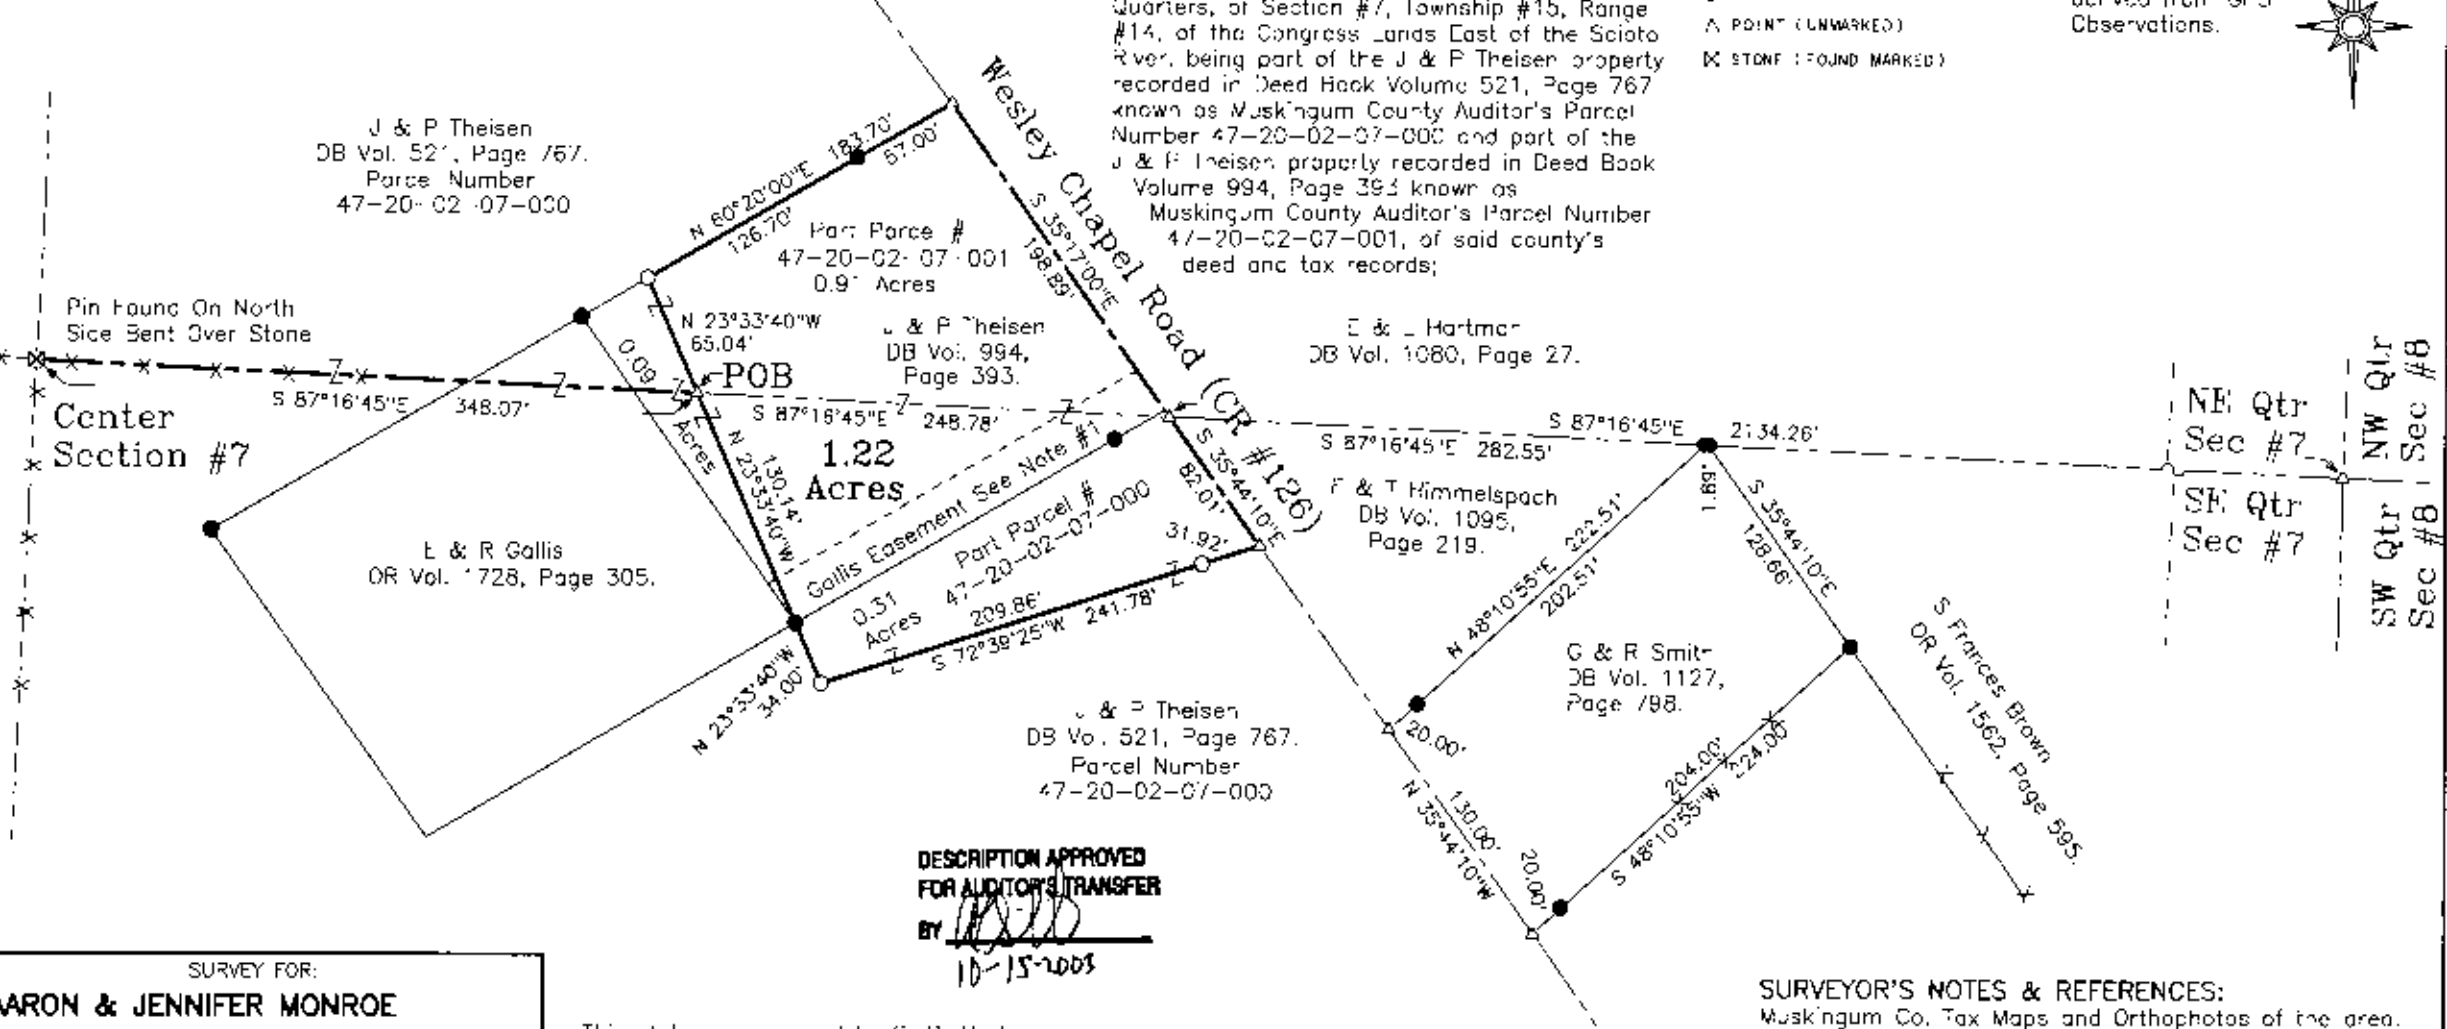 Quarters, of Section #7, Township #15, Range
#14, of the Congress Lands East of the Scioto
River, being part of the J & P Theisen property
recorded in Deed Book Volume 521, Page 767
known as Muskingum County Auditor's Parcel
Number 47-20-02-07-000 and part of the
J & P Theisen property recorded in Deed Book
Volume 994, Page 393 known as
Muskingum County Auditor's Parcel Number
47-20-02-07-001, of said county's
deed and tax records;
POINT (UNMARKED)
STONE (FOUND MARKED)
Observations.
J & P Theisen
DB Vol. 521, Page 767.
Parcel Number
47-20-02-07-000
N 60°20'00"E 183.70'
126.70'
57.00'
Part Parcel #
47-20-02-07-001
0.91 Acres
Wesley Chapel Road (CR #126)
S 35°17'00"E
198.89'
Pin Found On North
Side Bent Over Stone
N 23°33'40"W
65.04'
J & P Theisen
DB Vol. 994,
Page 393.
POB
0.09
Acres
S 87°16'45"E 348.07'
Center
Section #7
S 87°16'45"E 248.78'
1.22
Acres
130.14'
N 23°33'40"W
Gallis Easement See Note #1
Part Parcel #
47-20-02-07-000
0.31
Acres
S 35°44'10"E
82.01'
31.92'
209.86'
S 72°39'25"W 241.78'
N 23°33'40"W
34.00'
E & R Gallis
OR Vol. 1728, Page 305.
E & L Hartman
DB Vol. 1080, Page 27.
S 87°16'45"E 282.55'
S 87°16'45"E 2134.26'
& T Himmelspach
DB Vol. 1095,
Page 219.
1.89'
S 35°44'10"E
128.66'
N 48°10'55"E 222.51'
202.51'
G & R Smith
DB Vol. 1127,
Page 798.
20.00'
130.00'
N 35°44'10"W
20.00'
204.00'
S 48°10'55"W 224.00'
S Frances Brown
OR Vol. 1562, Page 595.
NE Qtr
Sec #7
SE Qtr
Sec #7
NW Qtr
Sec #8
SW Qtr
Sec #8
J & P Theisen
DB Vol. 521, Page 767.
Parcel Number
47-20-02-07-000
DESCRIPTION APPROVED
FOR AUDITOR'S TRANSFER
BY
10-15-2003
SURVEY FOR:
AARON & JENNIFER MONROE
SURVEYOR'S NOTES & REFERENCES:
Muskingum Co. Tax Maps and Orthophotos of the area.